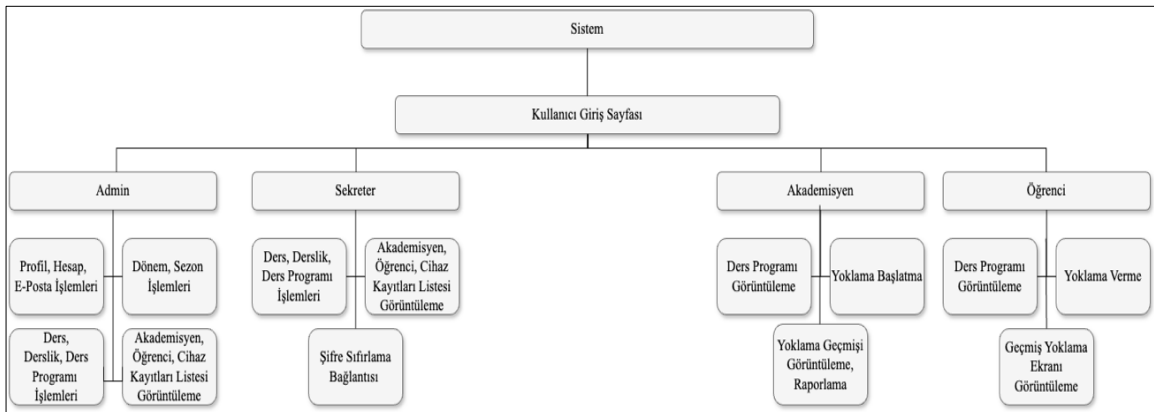 Sistem
Kullanıcı Giriş Sayfası
Admin
Sekreter
Akademisyen
Öğrenci
Profil, Hesap,
E-Posta İşlemleri
Dönem, Sezon
İşlemleri
Ders,
Derslik, Ders
Programı
İşlemleri
Akademisyen,
Öğrenci, Cihaz
Kayıtları Listesi
Görüntüleme
Ders, Derslik,
Ders Programı
İşlemleri
Akademisyen,
Öğrenci, Cihaz
Kayıtları Listesi
Görüntüleme
Şifre Sıfırlama
Bağlantısı
Ders Programı
Görüntüleme
Yoklama Başlatma
Yoklama Geçmişi
Görüntüleme,
Raporlama
Ders Programı
Görüntüleme
Yoklama Verme
Geçmiş Yoklama
Ekranı
Görüntüleme